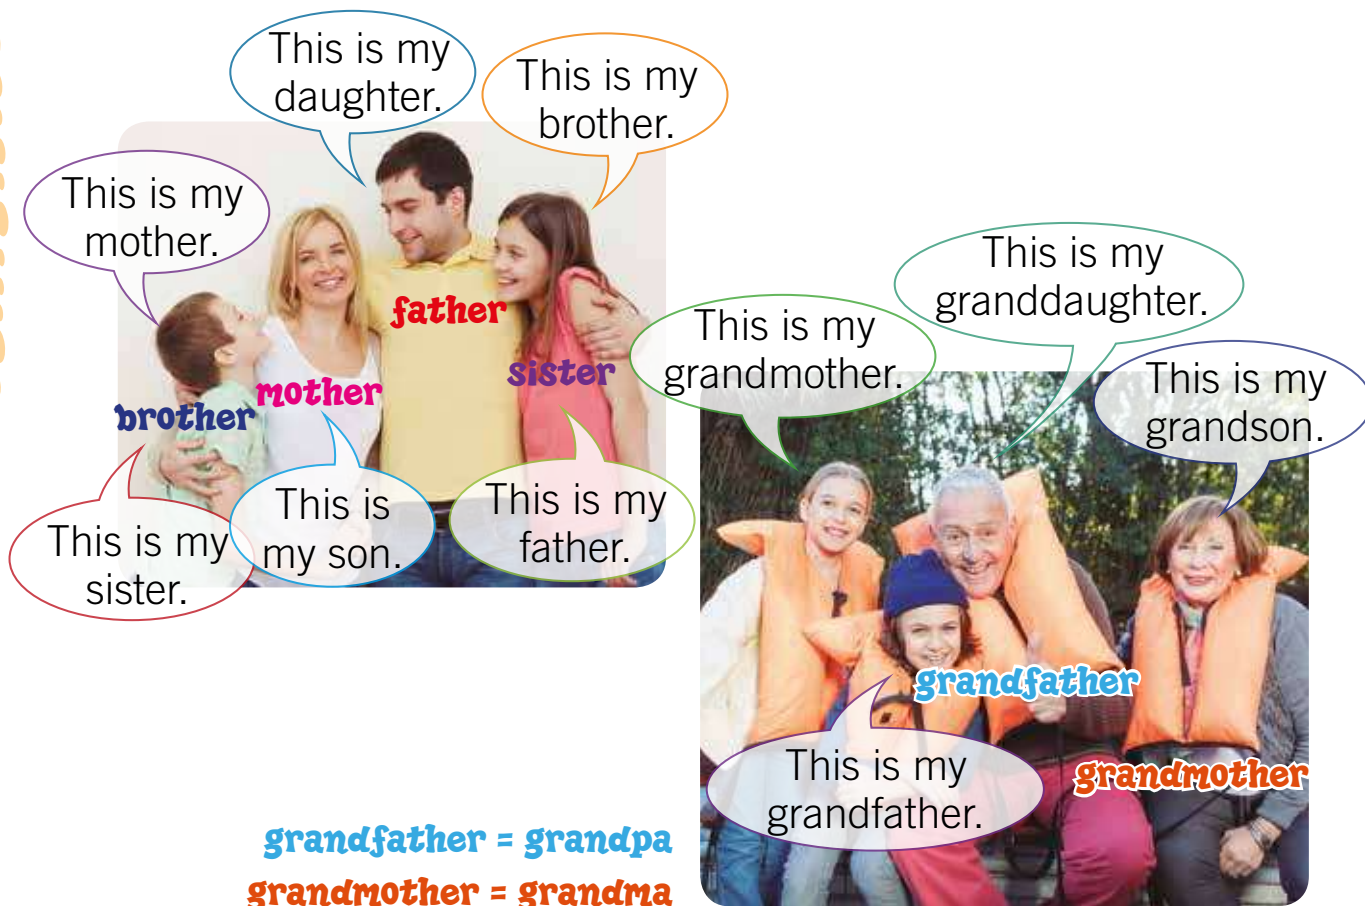 This is my
daughter.
This is my
brother.
This is my
mother.
father
sister
mother
brother
This is my
sister.
This is
my son.
This is my
father.
This is my
granddaughter.
This is my
grandmother.
This is my
grandson.
grandfather
grandmother
This is my
grandfather.
grandfather = grandpa
grandmother = grandma